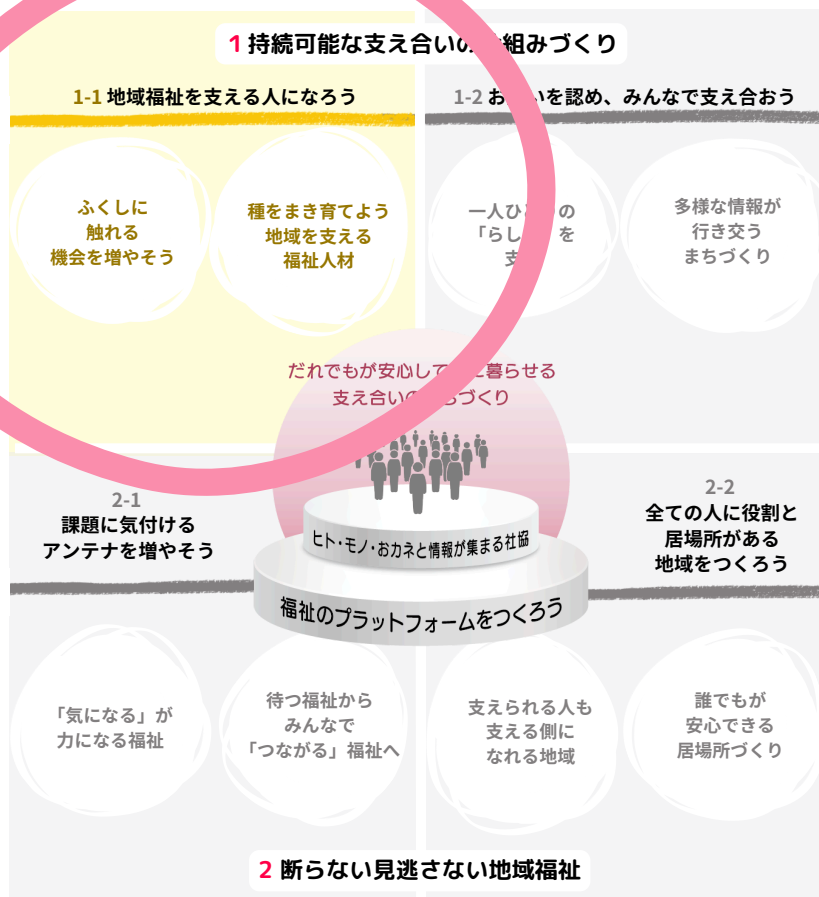 1 持続可能な支え合いの 組みづくり
1-1 地域福祉を支える人になろう
1-2 お いを認め、みんなで支え合おう
ふくしに
触れる
機会を増やそう
種をまき育てよう
地域を支える
福祉人材
一人ひ の
「らし を
支
多様な情報が
行き交う
まちづくり
だれでもが安心して に暮らせる
支え合いの づくり
2-1
課題に気付ける
アンテナを増やそう
2-2
全ての人に役割と
居場所がある
地域をつくろう
ヒト・モノ・おカネと情報が集まる社協
福祉のプラットフォームをつくろう
「気になる」が
力になる福祉
待つ福祉から
みんなで
「つながる」福祉へ
支えられる人も
支える側に
なれる地域
誰でもが
安心できる
居場所づくり
2 断らない見逃さない地域福祉